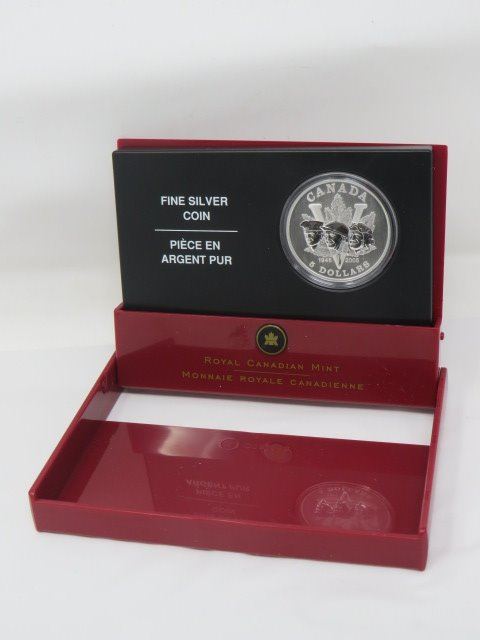 FINE SILVER
COIN
PIÈCE EN
ARGENT PUR
CANADA
1945 2005
5 DOLLARS
ROYAL CANADIAN MINT
MONNAIE ROYALE CANADIENNE